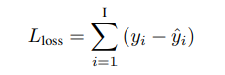 L_loss = \sum_{i=1}^{I} (y_i - \hat{y}_i)